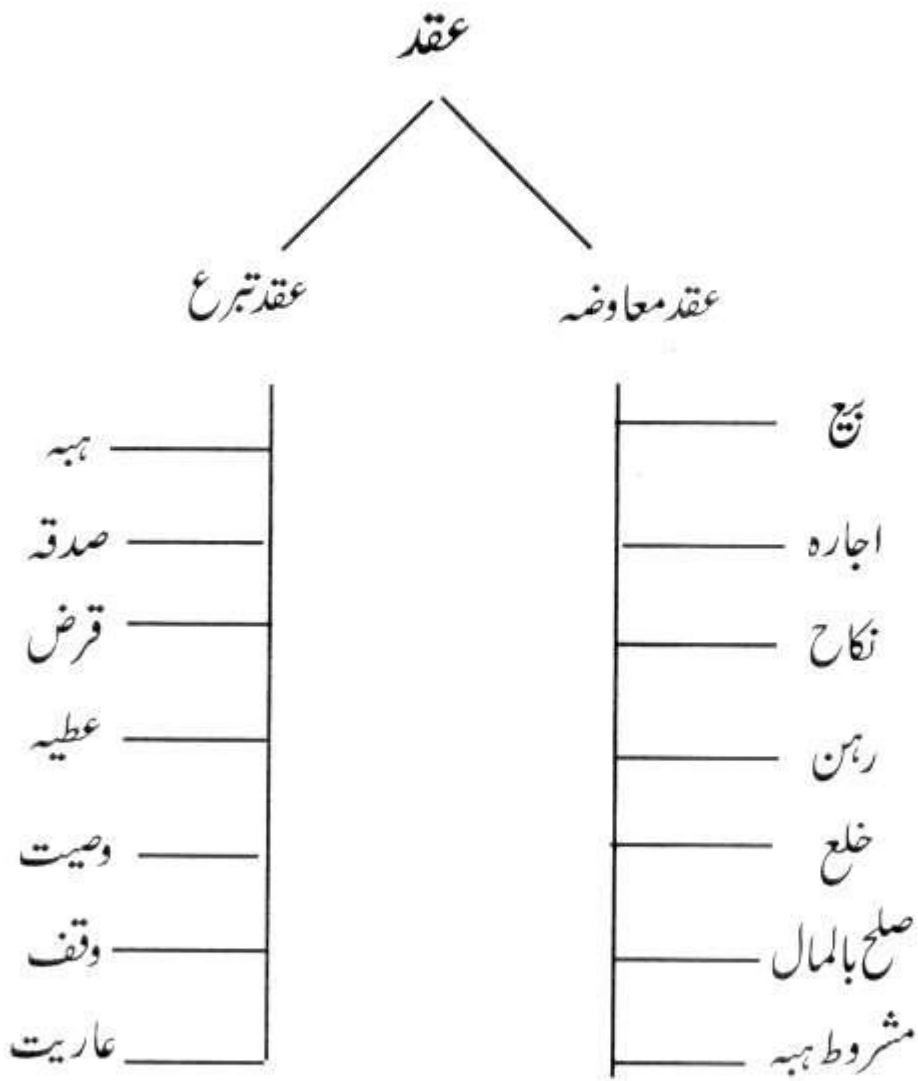 عقد
عقد معاوضہ
عقد تبرع
بیع
اجارہ
نکاح
رہن
خلع
صلح بالمال
مشروط ہبہ
ہبہ
صدقہ
قرض
عطیہ
وصیت
وقف
عاریت